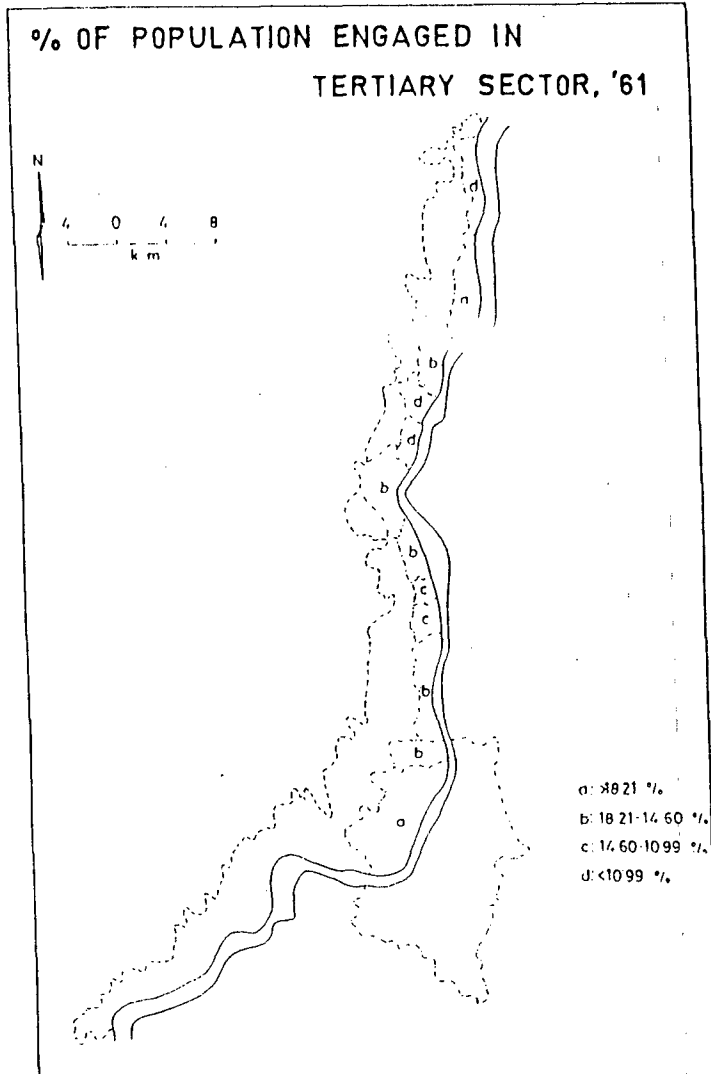 % OF POPULATION ENGAGED IN
TERTIARY SECTOR, '61
N
4 0 4 8
k m
d
a
b
d
d
b
b
c
c
b
b
a
a: >18 21 %
b: 18 21-14 60 %
c: 14 60-10 99 %
d: <10 99 %